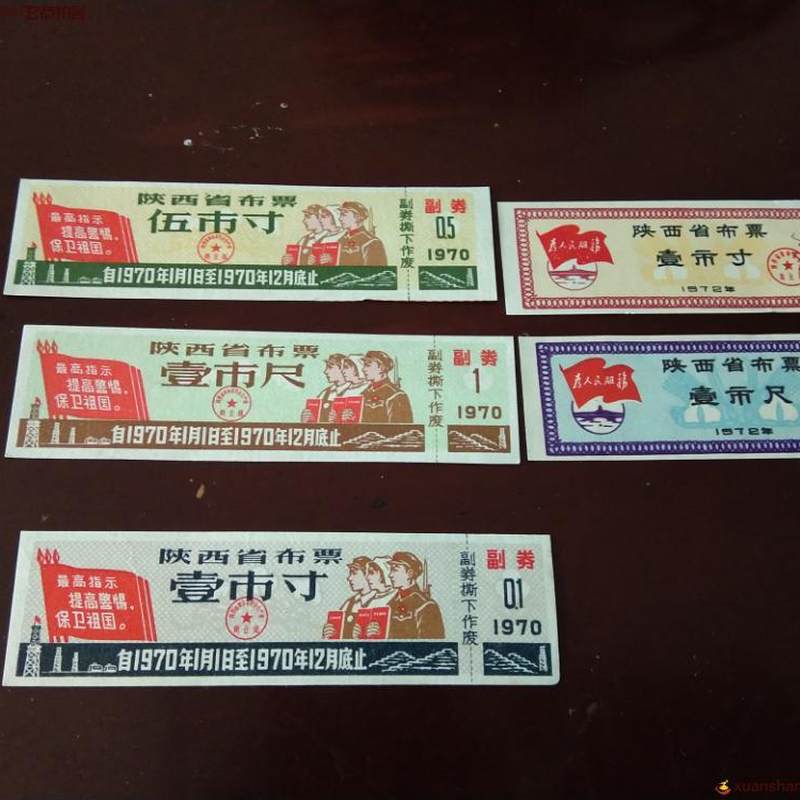 陕西省布票
伍市寸
最高指示
提高警惕,
保卫祖国。
自1970年1月1日至1970年12月底止
副券撕下作废
副券
0.5
1970
陕西省布票
壹市寸
为人民服务
1972年
陕西省布票
壹市尺
最高指示
提高警惕,
保卫祖国。
自1970年1月1日至1970年12月底止
副券撕下作废
副券
1
1970
陕西省布票
壹市尺
为人民服务
1972年
陕西省布票
壹市寸
最高指示
提高警惕,
保卫祖国。
自1970年1月1日至1970年12月底止
副券撕下作废
副券
0.1
1970
xuanshan